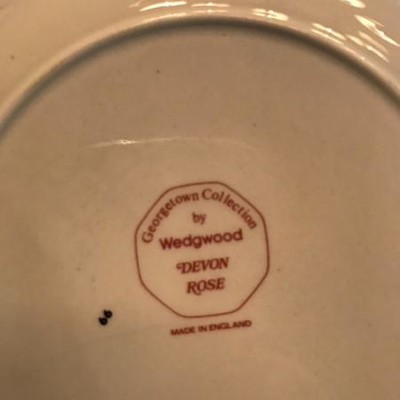 Georgetown Collection
by
Wedgwood
DEVON
ROSE
MADE IN ENGLAND